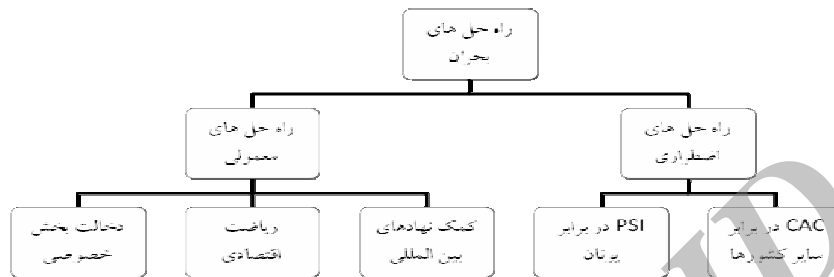 راه حل های
بحران
راه حل های
اضطراری
راه حل های
معمولی
CAC در برابر
سایر کشورها
PSI در برابر
یونان
کمک نهادهای
بین المللی
ریاضت
اقتصادی
دخالت بخش
خصوصی